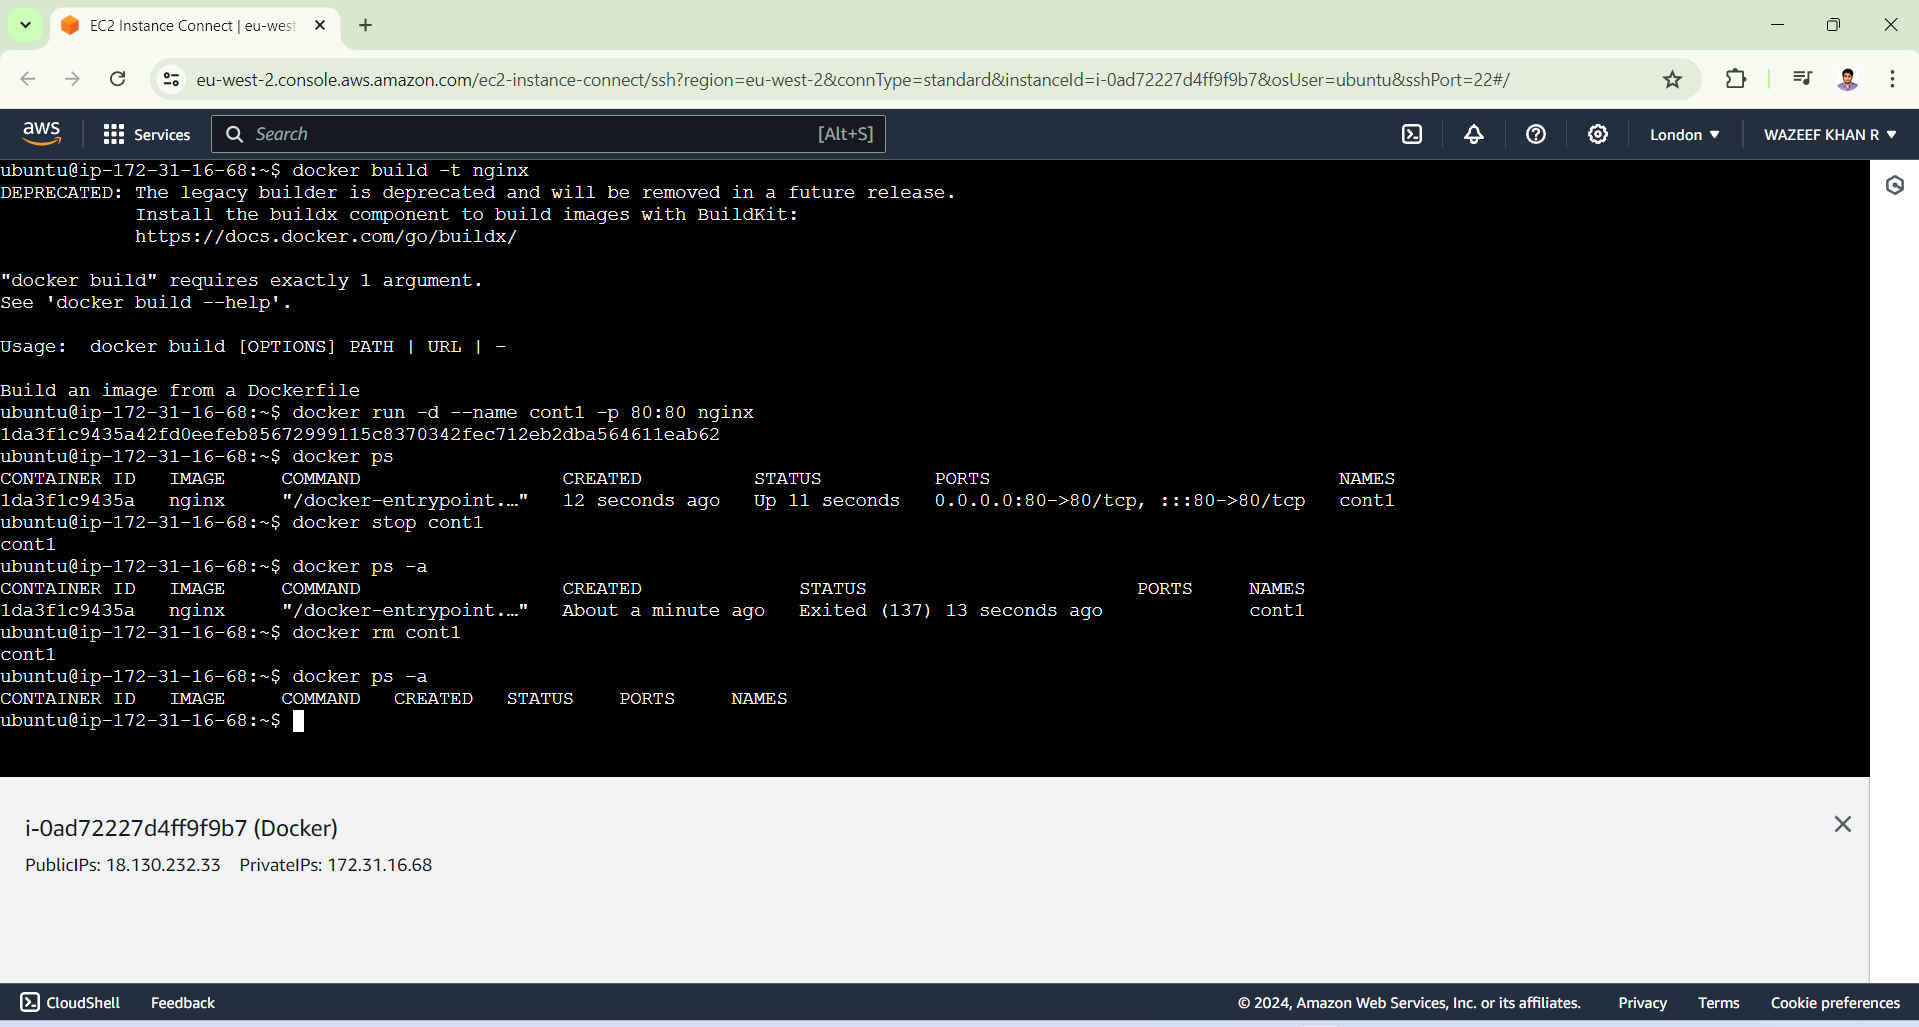 EC2 Instance Connect | eu-west
eu-west-2.console.aws.amazon.com/ec2-instance-connect/ssh?region=eu-west-2&connType=standard&instanceId=i-0ad72227d4ff9f9b7&osUser=ubuntu&sshPort=22#/
aws Services Search [Alt+S] London WAZEEF KHAN R
ubuntu@ip-172-31-16-68:~$ docker build -t nginx
DEPRECATED: The legacy builder is deprecated and will be removed in a future release.
            Install the buildx component to build images with BuildKit:
            https://docs.docker.com/go/buildx/
"docker build" requires exactly 1 argument.
See 'docker build --help'.
Usage:  docker build [OPTIONS] PATH | URL | -
Build an image from a Dockerfile
ubuntu@ip-172-31-16-68:~$ docker run -d --name cont1 -p 80:80 nginx
1da3f1c9435a42fd0eefeb85672999115c8370342fec712eb2dba564611eab62
ubuntu@ip-172-31-16-68:~$ docker ps
CONTAINER ID   IMAGE     COMMAND                  CREATED          STATUS          PORTS                               NAMES
1da3f1c9435a   nginx     "/docker-entrypoint.…"   12 seconds ago   Up 11 seconds   0.0.0.0:80->80/tcp, :::80->80/tcp   cont1
ubuntu@ip-172-31-16-68:~$ docker stop cont1
cont1
ubuntu@ip-172-31-16-68:~$ docker ps -a
CONTAINER ID   IMAGE     COMMAND                  CREATED              STATUS                        PORTS     NAMES
1da3f1c9435a   nginx     "/docker-entrypoint.…"   About a minute ago   Exited (137) 13 seconds ago             cont1
ubuntu@ip-172-31-16-68:~$ docker rm cont1
cont1
ubuntu@ip-172-31-16-68:~$ docker ps -a
CONTAINER ID   IMAGE     COMMAND   CREATED   STATUS    PORTS     NAMES
ubuntu@ip-172-31-16-68:~$
i-0ad72227d4ff9f9b7 (Docker)
PublicIPs: 18.130.232.33 PrivateIPs: 172.31.16.68
CloudShell Feedback © 2024, Amazon Web Services, Inc. or its affiliates. Privacy Terms Cookie preferences